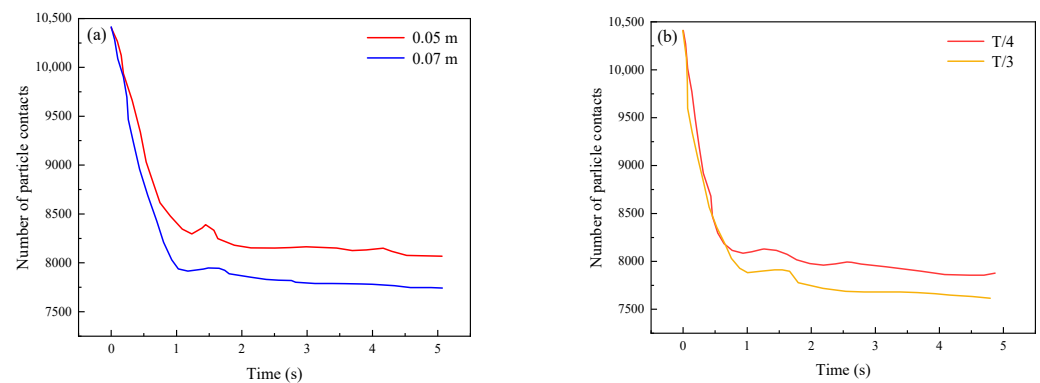 (a)
0.05 m
0.07 m
10,500
10,000
9500
9000
8500
8000
7500
0 1 2 3 4 5
Number of particle contacts
Time (s)
(b)
T/4
T/3
10,500
10,000
9500
9000
8500
8000
7500
0 1 2 3 4 5
Number of parlicle contacts
Time (s)